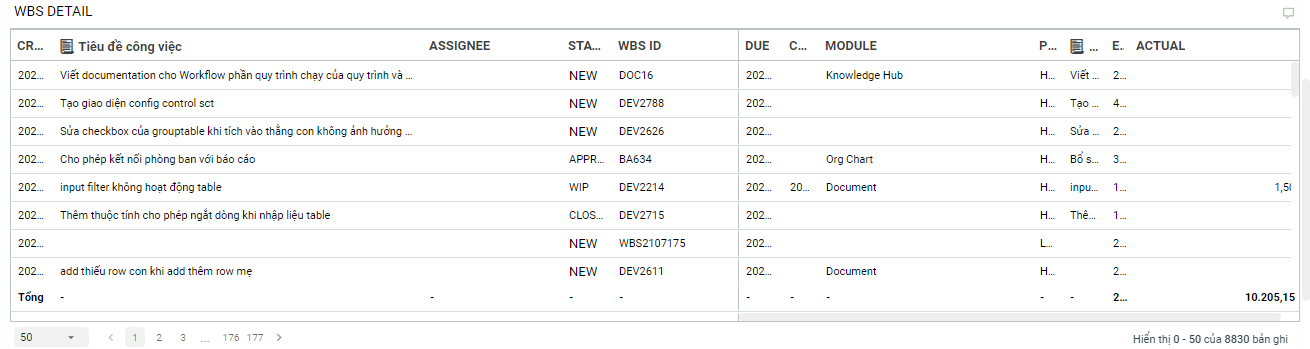 WBS DETAIL
CR... Tiêu đề công việc ASSIGNEE STA... WBS ID DUE C... MODULE P... ... E... ACTUAL
202... Viết documentation cho Workflow phần quy trình chạy của quy trình và ... NEW DOC16 202... Knowledge Hub H... Viết ... 2...
202... Tạo giao diện config control sct NEW DEV2788 202... H... Tạo ... 4...
202... Sửa checkbox của grouptable khi tích vào thằng con không ảnh hưởng ... NEW DEV2626 202... H... Sửa ... 2...
202... Cho phép kết nối phòng ban với báo cáo APPR... BA634 202... Org Chart H... Bổ s... 3...
202... input filter không hoạt động table WIP DEV2214 202... 20... Document H... inpu... 1... 1,50
202... Thêm thuộc tính cho phép ngắt dòng khi nhập liệu table CLOS... DEV2715 202... H... Thê... 1...
202... NEW WBS2107175 202... L... 2...
202... add thiếu row con khi add thêm row mẹ NEW DEV2611 202... Document H... 2...
Tổng - - - - - - - - - 2... 10.205,15
50 1 2 3 ... 176 177 Hiển thị 0 - 50 của 8830 bản ghi